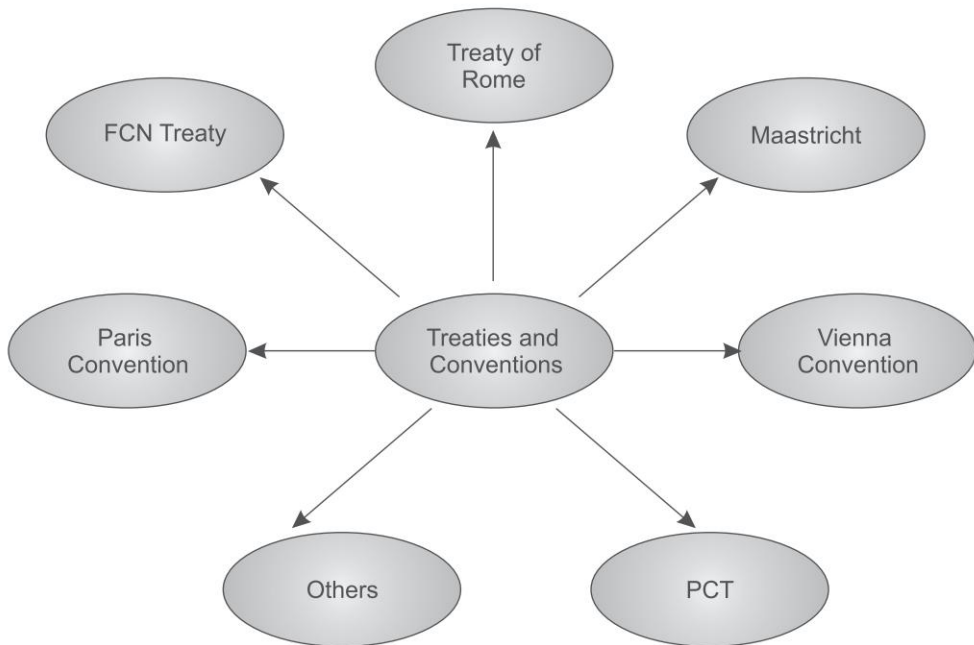 Treaty of
Rome
FCN Treaty
Maastricht
Paris
Convention
Treaties and
Conventions
Vienna
Convention
Others
PCT